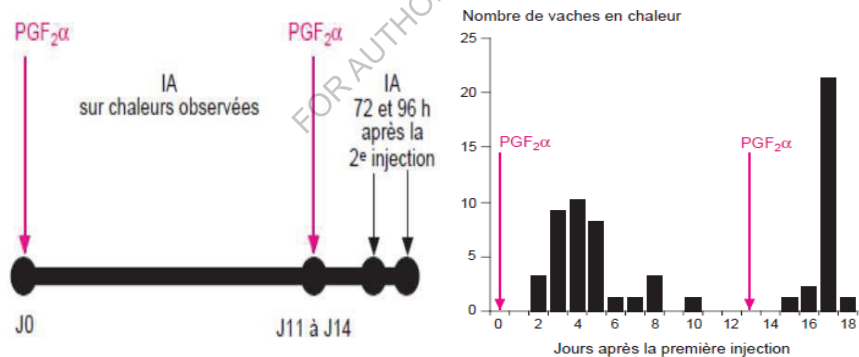 PGF₂α
PGF₂α
IA
sur chaleurs observées
IA
72 et 96 h
après la
2ᵉ injection
J0
J11 à J14
FOR AUTHO
Nombre de vaches en chaleur
25
20
15
10
5
0
PGF₂α
PGF₂α
0 2 4 6 8 10 12 14 16 18
Jours après la première injection